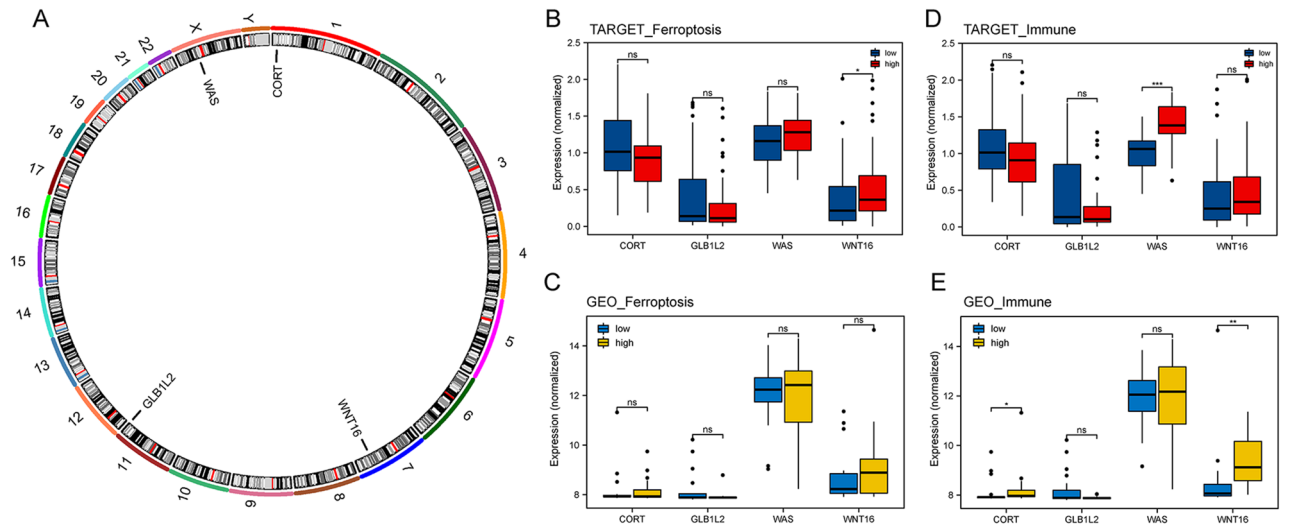 A
1
2
3
4
5
6
7
8
9
10
11
12
13
14
15
16
17
18
19
20
21
22
X
Y
CORT
WAS
GLB1L2
WNT16
B
TARGET_Ferroptosis
Expression (normalized)
2.5
2.0
1.5
1.0
0.5
0.0
low
high
ns
ns
ns
*
CORT
GLB1L2
WAS
WNT16
D
TARGET_Immune
Expression (normalized)
2.5
2.0
1.5
1.0
0.5
0.0
low
high
ns
ns
***
ns
CORT
GLB1L2
WAS
WNT16
C
GEO_Ferroptosis
Expression (normalized)
14
12
10
8
low
high
ns
ns
ns
ns
CORT
GLB1L2
WAS
WNT16
E
GEO_Immune
Expression (normalized)
14
12
10
8
low
high
*
ns
ns
**
CORT
GLB1L2
WAS
WNT16